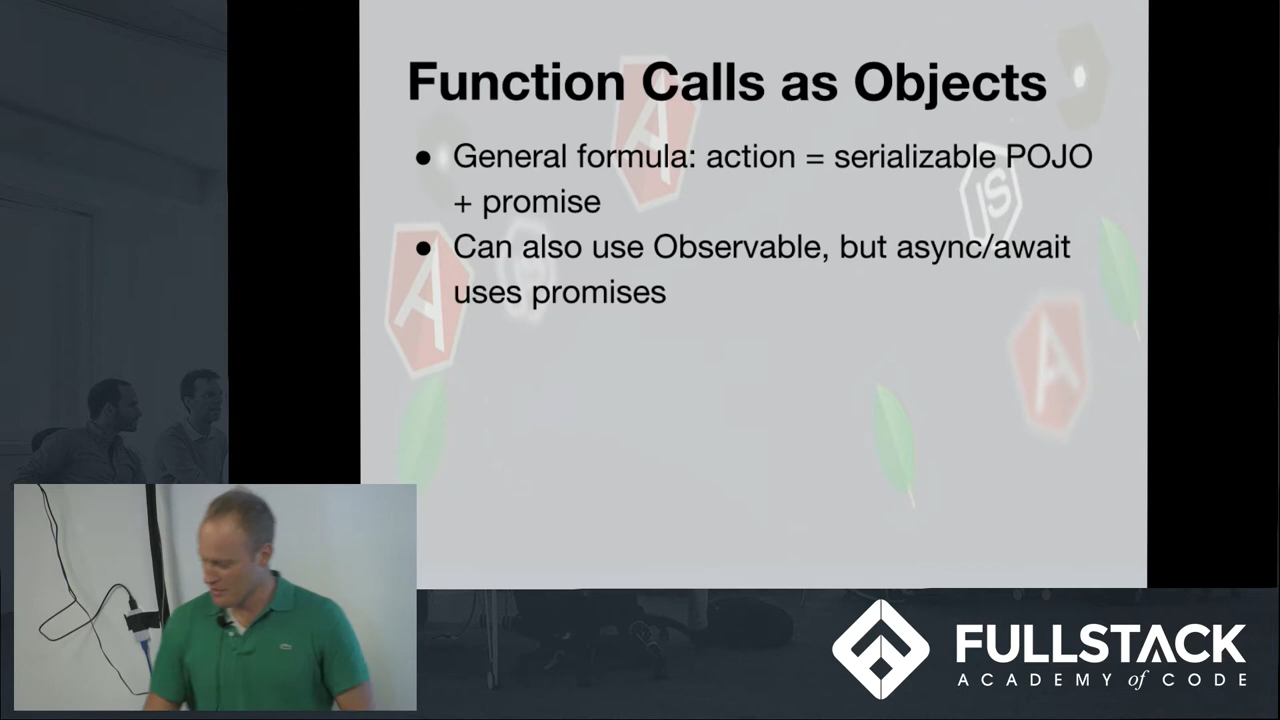 Function Calls as Objects
● General formula: action = serializable POJO
+ promise
● Can also use Observable, but async/await
uses promises
JS
FULLSTACK
ACADEMY of CODE